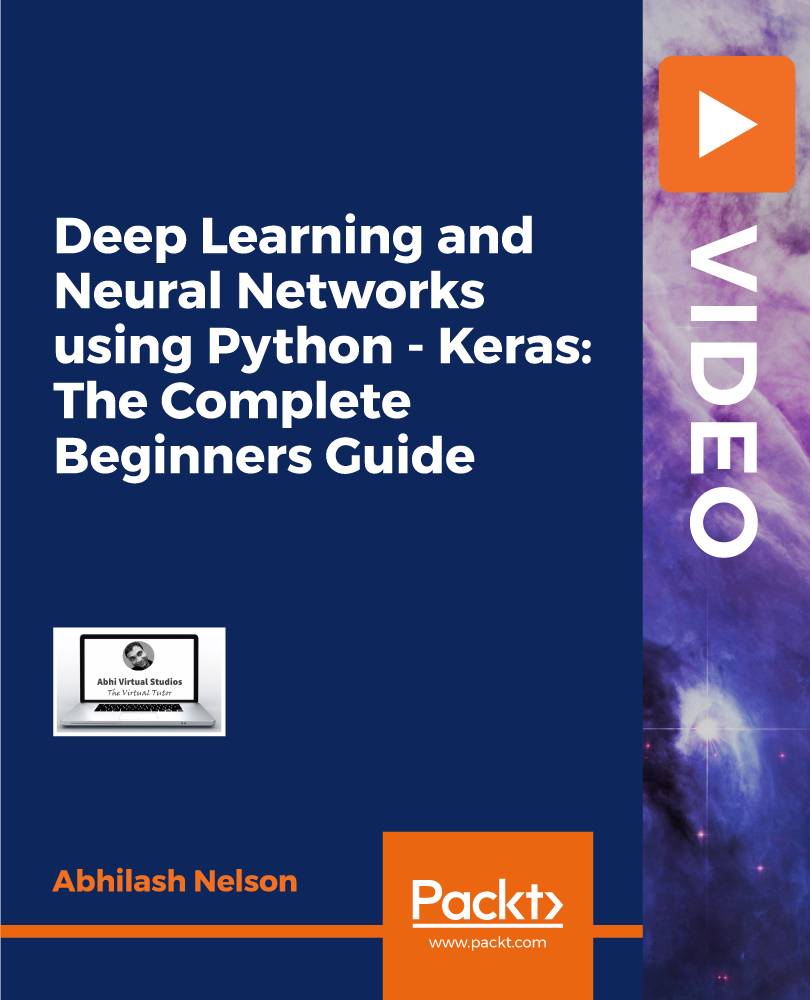 Deep Learning and
Neural Networks
using Python - Keras:
The Complete
Beginners Guide
VIDEO
Abhi Virtual Studios
The Virtual Tutor
Abhilash Nelson
Packt
www.packt.com